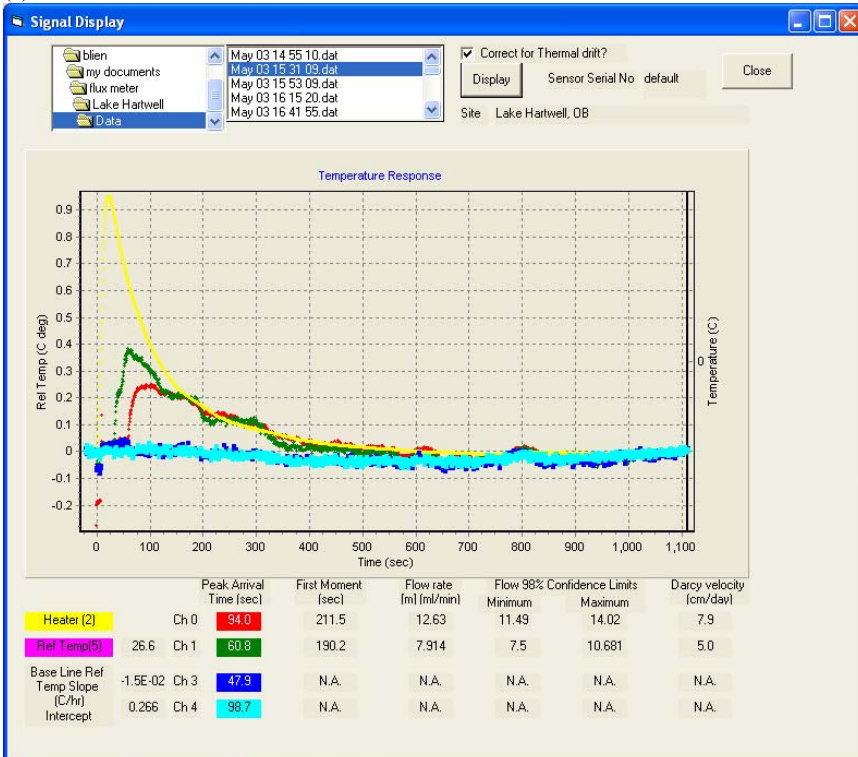 Signal Display
blien
my documents
flux meter
Lake Hartwell
Data
May 03 14 55 10.dat
May 03 15 31 09.dat
May 03 15 53 09.dat
May 03 16 15 20.dat
May 03 16 41 55.dat
Correct for Thermal drift?
Display
Sensor Serial No default
Close
Site Lake Hartwell, OB
Temperature Response
0.9
0.8
0.7
0.6
0.5
0.4
0.3
0.2
0.1
0
-0.1
-0.2
Rel Temp (C deg)
0
Temperature (C)
0 100 200 300 400 500 600 700 800 900 1,000 1,100
Time (sec)
Peak Arrival Time (sec) First Moment (sec) Flow rate [m] (ml/min) Flow 98% Confidence Limits Minimum Maximum Darcy velocity (cm/day)
Heater (2) Ch 0 94.0 211.5 12.63 11.49 14.02 7.9
Ref Temp(5) 26.6 Ch 1 60.8 190.2 7.914 7.5 10.681 5.0
Base Line Ref
Temp Slope -1.5E-02 Ch 3 47.9 N.A. N.A. N.A. N.A. N.A.
(C/hr)
Intercept 0.266 Ch 4 98.7 N.A. N.A. N.A. N.A. N.A.